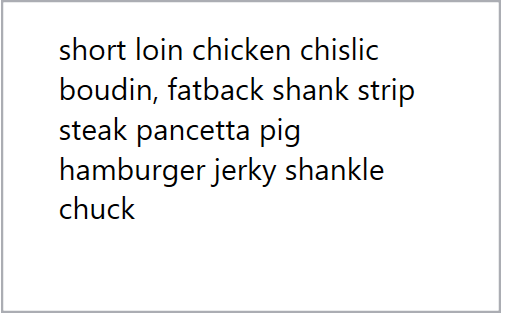 short loin chicken chislic
boudin, fatback shank strip
steak pancetta pig
hamburger jerky shankle
chuck